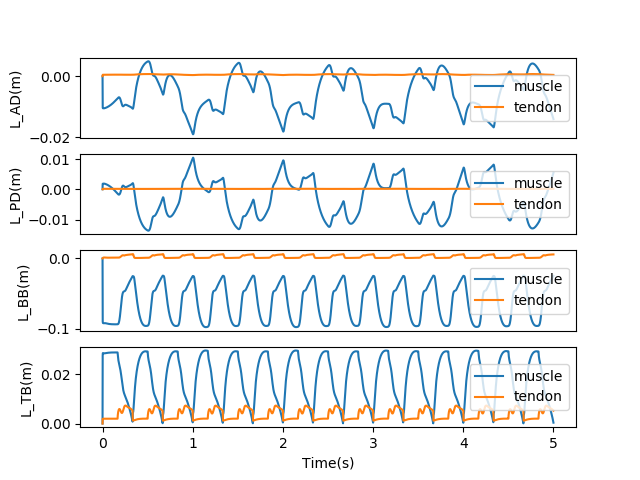 L_AD(m)
0.00
−0.02
muscle
tendon
L_PD(m)
0.01
0.00
−0.01
muscle
tendon
L_BB(m)
0.0
−0.1
muscle
tendon
L_TB(m)
0.02
0.00
muscle
tendon
0 1 2 3 4 5
Time(s)